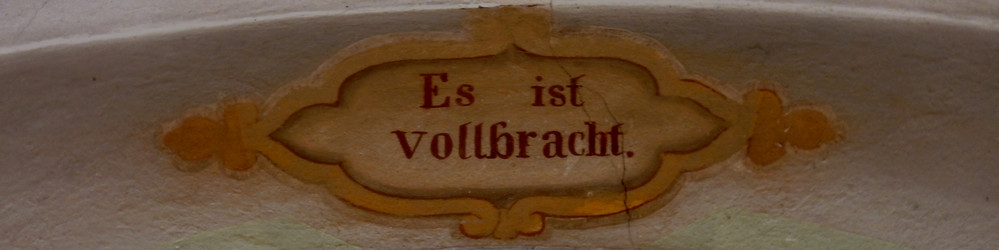 Es ist
vollbracht.